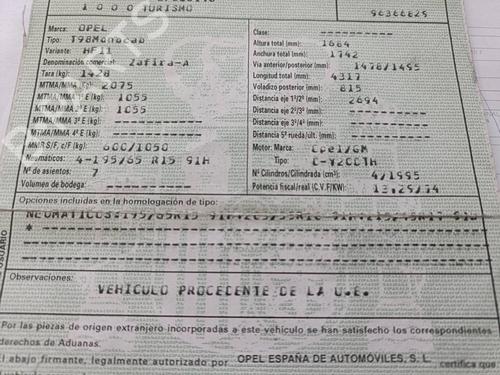 1 0 0 0 TURISMO 96366825
Marca: OPEL Clase: -----------
Tipo: T98Monocab Altura total (mm): 1684
Variante: HF11 Anchura total (mm): 1742
Denominación comercial: Zafira-A Vía anterior/posterior (mm): 1478/1495
Tara (kg): 1428 Longitud total (mm): 4317
MTMA/MMA (kg): 2075 Voladizo posterior (mm): 815
MTMA/MMA 1º E (kg): 1055 Distancia eje 1º/2º (mm): 2694
MTMA/MMA 2º E (kg): 1055 Distancia eje 2º/3º (mm): -----------
MTMA/MMA 3º E (kg): ----------- Distancia eje 3º/4º (mm): -----------
MTMA/MMA 4º E (kg): ----------- Distancia 5ª rueda/últ. (mm): -----------
MMR S/F, c/F (kg): 600/1050 Motor: Marca: Opel/GM
Neumáticos: 4-195/65 R15 91H Tipo: D-Y20DTH
N.º de asientos: 7 N.º Cilindros/Cilindrada (cm³): 4/1995
Volumen de bodega: ----------- Potencia fiscal/real (C.V.F/KW): 13.25/74
Opciones incluidas en la homologación de tipo:
NEUMATICOS:195/65R15 91H
* -----------
Observaciones:
VEHICULO PROCEDENTE DE LA U.E.
Por las piezas de origen extranjero incorporadas a este vehículo se han satisfecho los correspondientes
derechos de Aduanas.
El abajo firmante, legalmente autorizado por OPEL ESPAÑA DE AUTOMÓVILES, S. L. certifica que